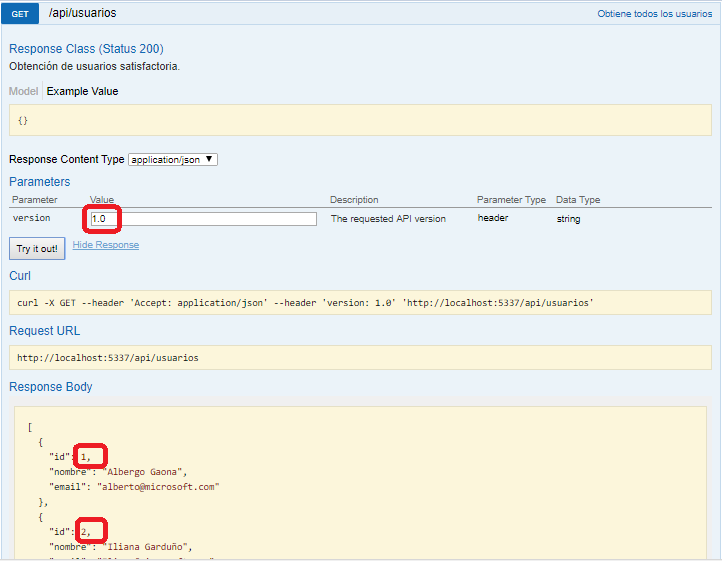 GET /api/usuarios Obtiene todos los usuarios
Response Class (Status 200)
Obtención de usuarios satisfactoria.
Model Example Value
{}
Response Content Type application/json
Parameters
Parameter Value Description Parameter Type Data Type
version 1.0 The requested API version header string
Try it out! Hide Response
Curl
curl -X GET --header 'Accept: application/json' --header 'version: 1.0' 'http://localhost:5337/api/usuarios'
Request URL
http://localhost:5337/api/usuarios
Response Body
[
{
"id": 1,
"nombre": "Albergo Gaona",
"email": "alberto@microsoft.com"
},
{
"id": 2,
"nombre": "Iliana Garduño",